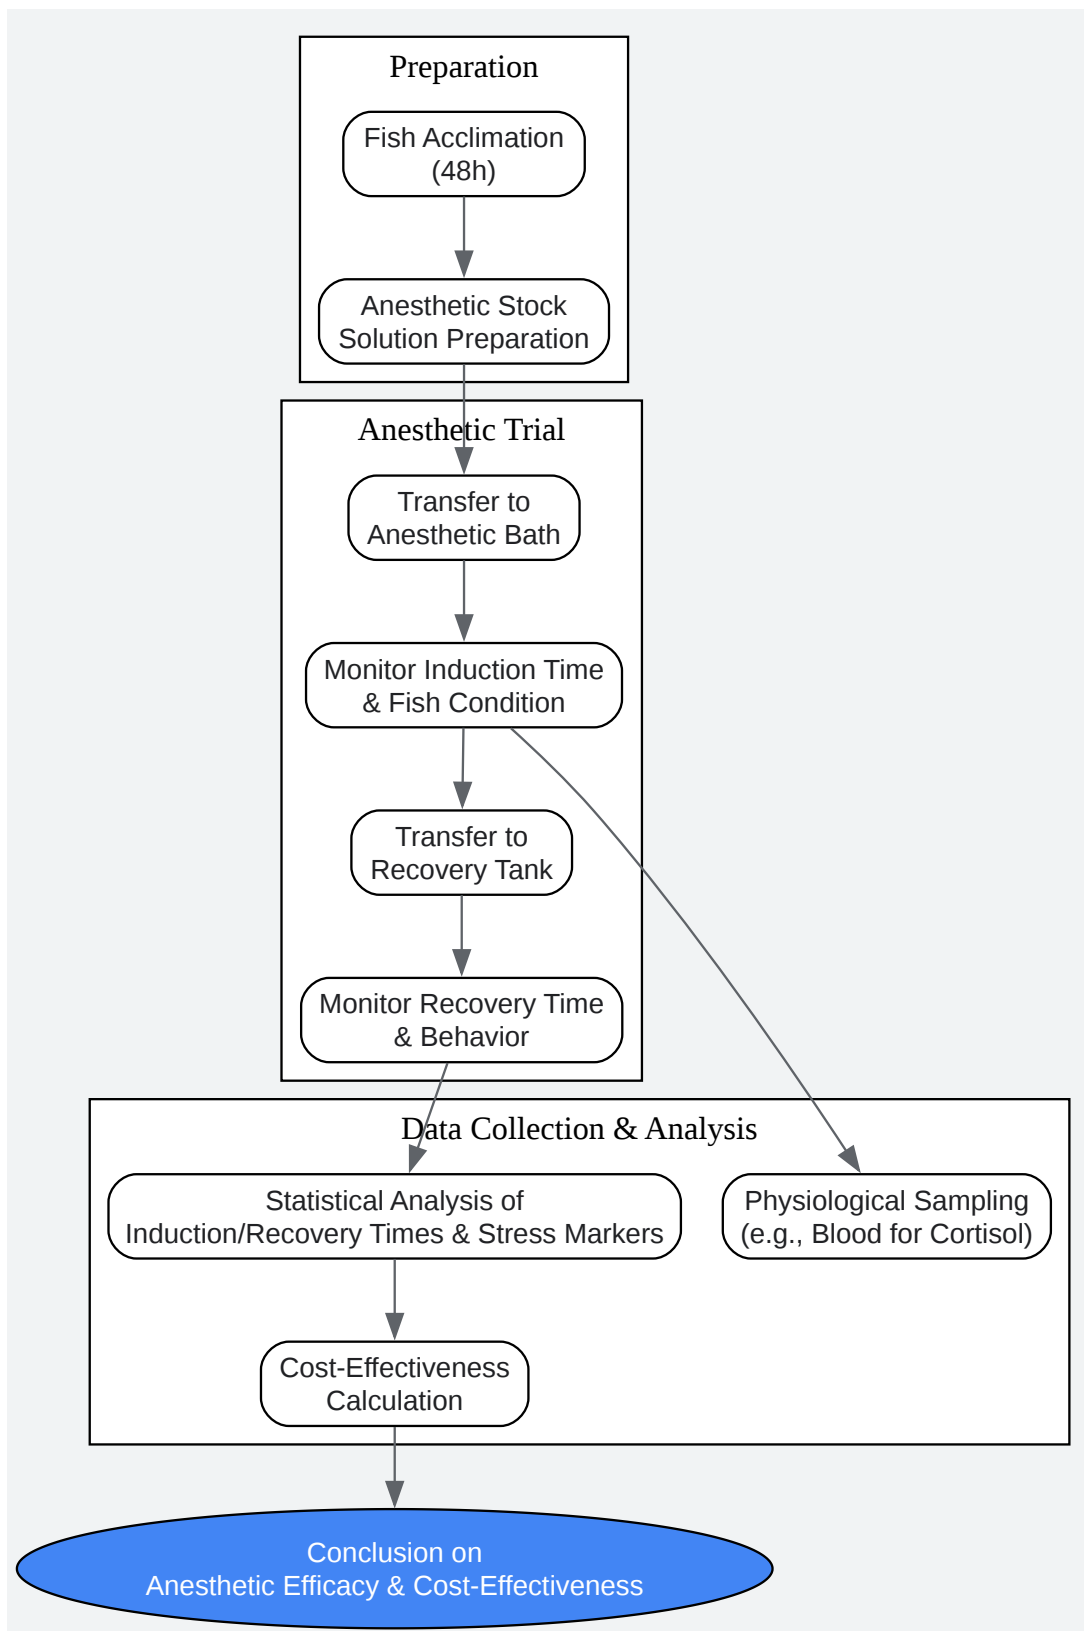 Preparation
Fish Acclimation
(48h)
Anesthetic Stock
Solution Preparation
Anesthetic Trial
Transfer to
Anesthetic Bath
Monitor Induction Time
& Fish Condition
Transfer to
Recovery Tank
Monitor Recovery Time
& Behavior
Data Collection & Analysis
Statistical Analysis of
Induction/Recovery Times & Stress Markers
Physiological Sampling
(e.g., Blood for Cortisol)
Cost-Effectiveness
Calculation
Conclusion on
Anesthetic Efficacy & Cost-Effectiveness